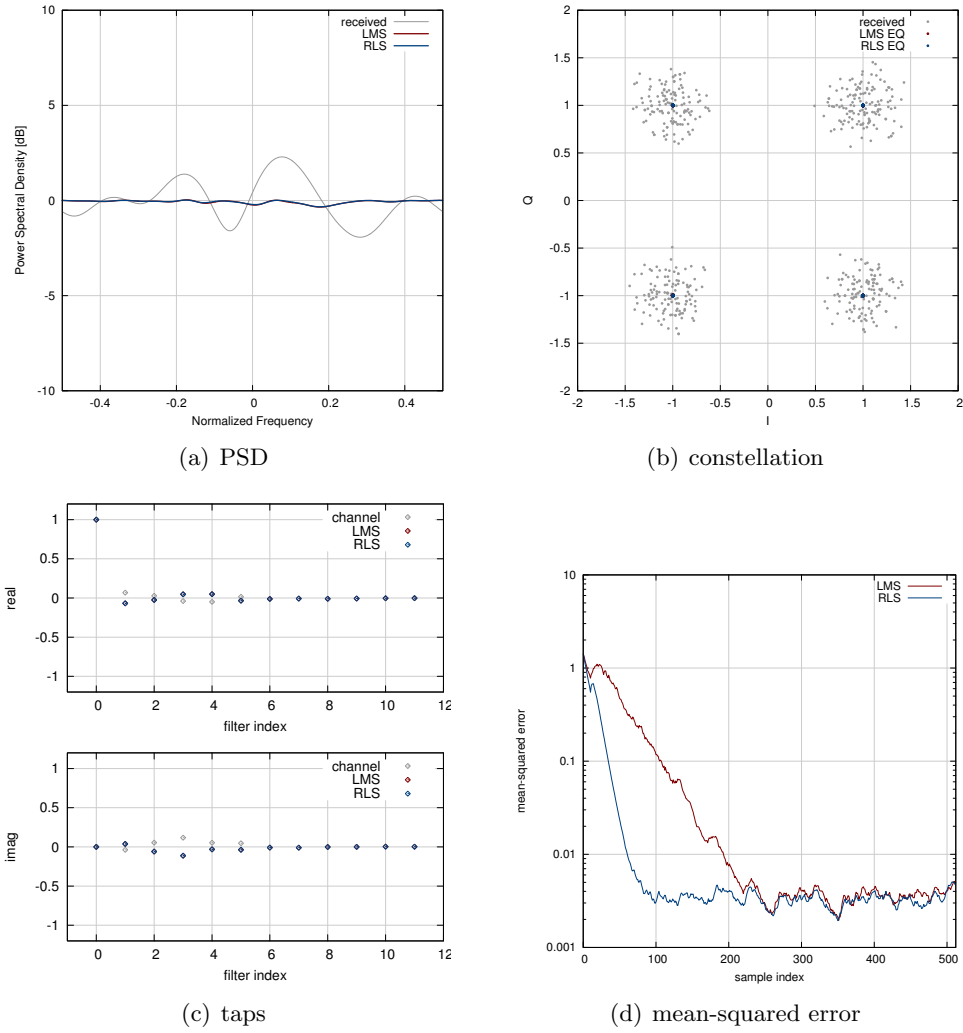 received
LMS
RLS
10
5
0
-5
-10
Power Spectral Density [dB]
-0.4
-0.2
0
0.2
0.4
Normalized Frequency
(a) PSD
received
LMS EQ
RLS EQ
2
1.5
1
0.5
0
-0.5
-1
-1.5
-2
Q
-2
-1.5
-1
-0.5
0
0.5
1
1.5
2
I
(b) constellation
channel
LMS
RLS
1
0.5
0
-0.5
-1
real
0
2
4
6
8
10
12
filter index
channel
LMS
RLS
1
0.5
0
-0.5
-1
imag
0
2
4
6
8
10
12
filter index
(c) taps
LMS
RLS
10
1
0.1
0.01
0.001
mean-squared error
0
100
200
300
400
500
sample index
(d) mean-squared error